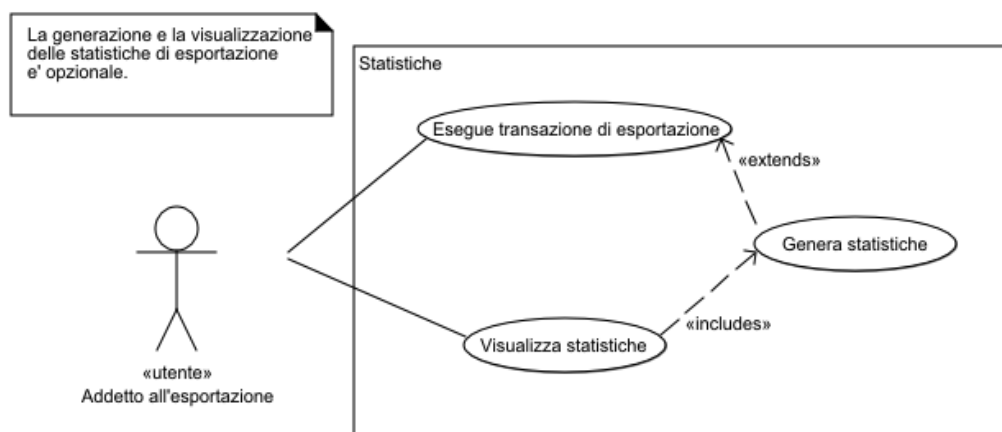 La generazione e la visualizzazione
delle statistiche di esportazione
e' opzionale.
Statistiche
Esegue transazione di esportazione
«extends»
Genera statistiche
«includes»
Visualizza statistiche
«utente»
Addetto all'esportazione